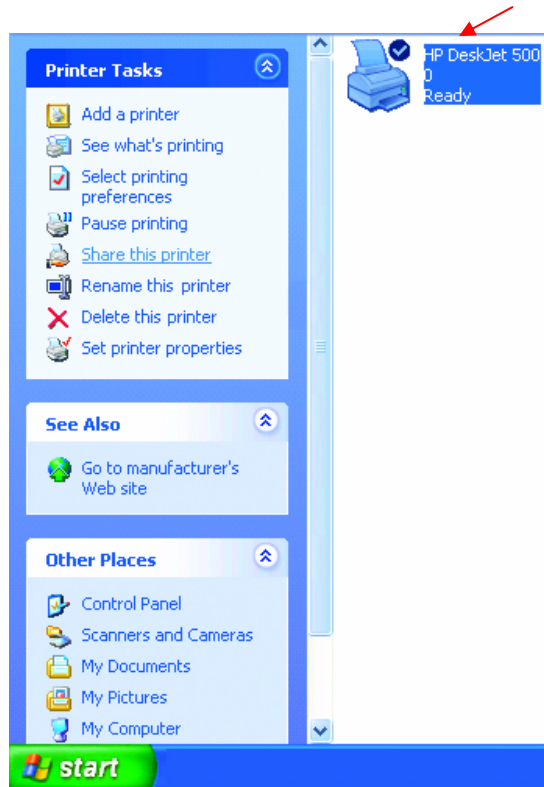 Printer Tasks
Add a printer
See what's printing
Select printing
preferences
Pause printing
Share this printer
Rename this printer
Delete this printer
Set printer properties
See Also
Go to manufacturer's
Web site
Other Places
Control Panel
Scanners and Cameras
My Documents
My Pictures
My Computer
HP DeskJet 500
0
Ready
start